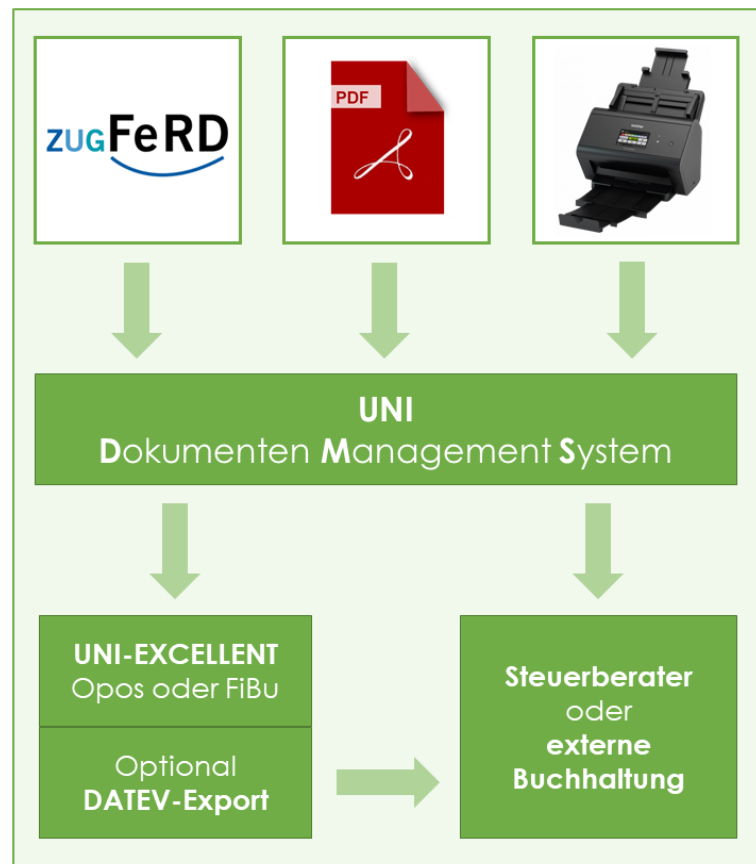 ZUGFeRD
PDF
UNI
Dokumenten Management System
UNI-EXCELLENT
Opos oder FiBu
Optional
DATEV-Export
Steuerberater
oder
externe
Buchhaltung